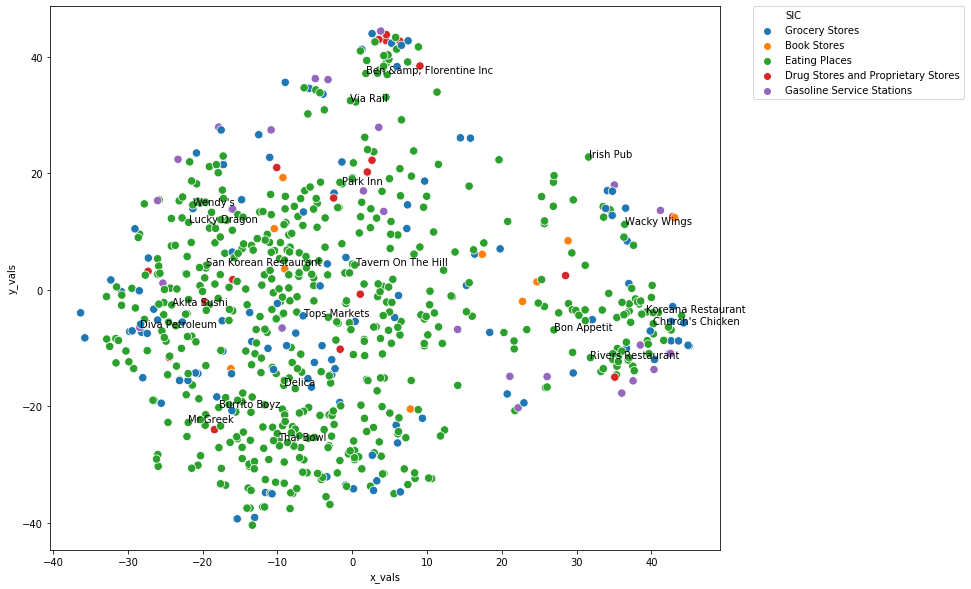 SIC
Grocery Stores
Book Stores
Eating Places
Drug Stores and Proprietary Stores
Gasoline Service Stations
y_vals
40
20
0
−20
−40
Ben &amp; Florentine Inc
Via Rail
Irish Pub
Park Inn
Wendy's
Lucky Dragon
Wacky Wings
San Korean Restaurant
Tavern On The Hill
Akita Sushi
Tops Markets
Koreana Restaurant
Church's Chicken
Diva Petroleum
Bon Appetit
Rivers Restaurant
Delica
Burrito Boyz
Mr Greek
Thai Bowl
−40 −30 −20 −10 0 10 20 30 40
x_vals